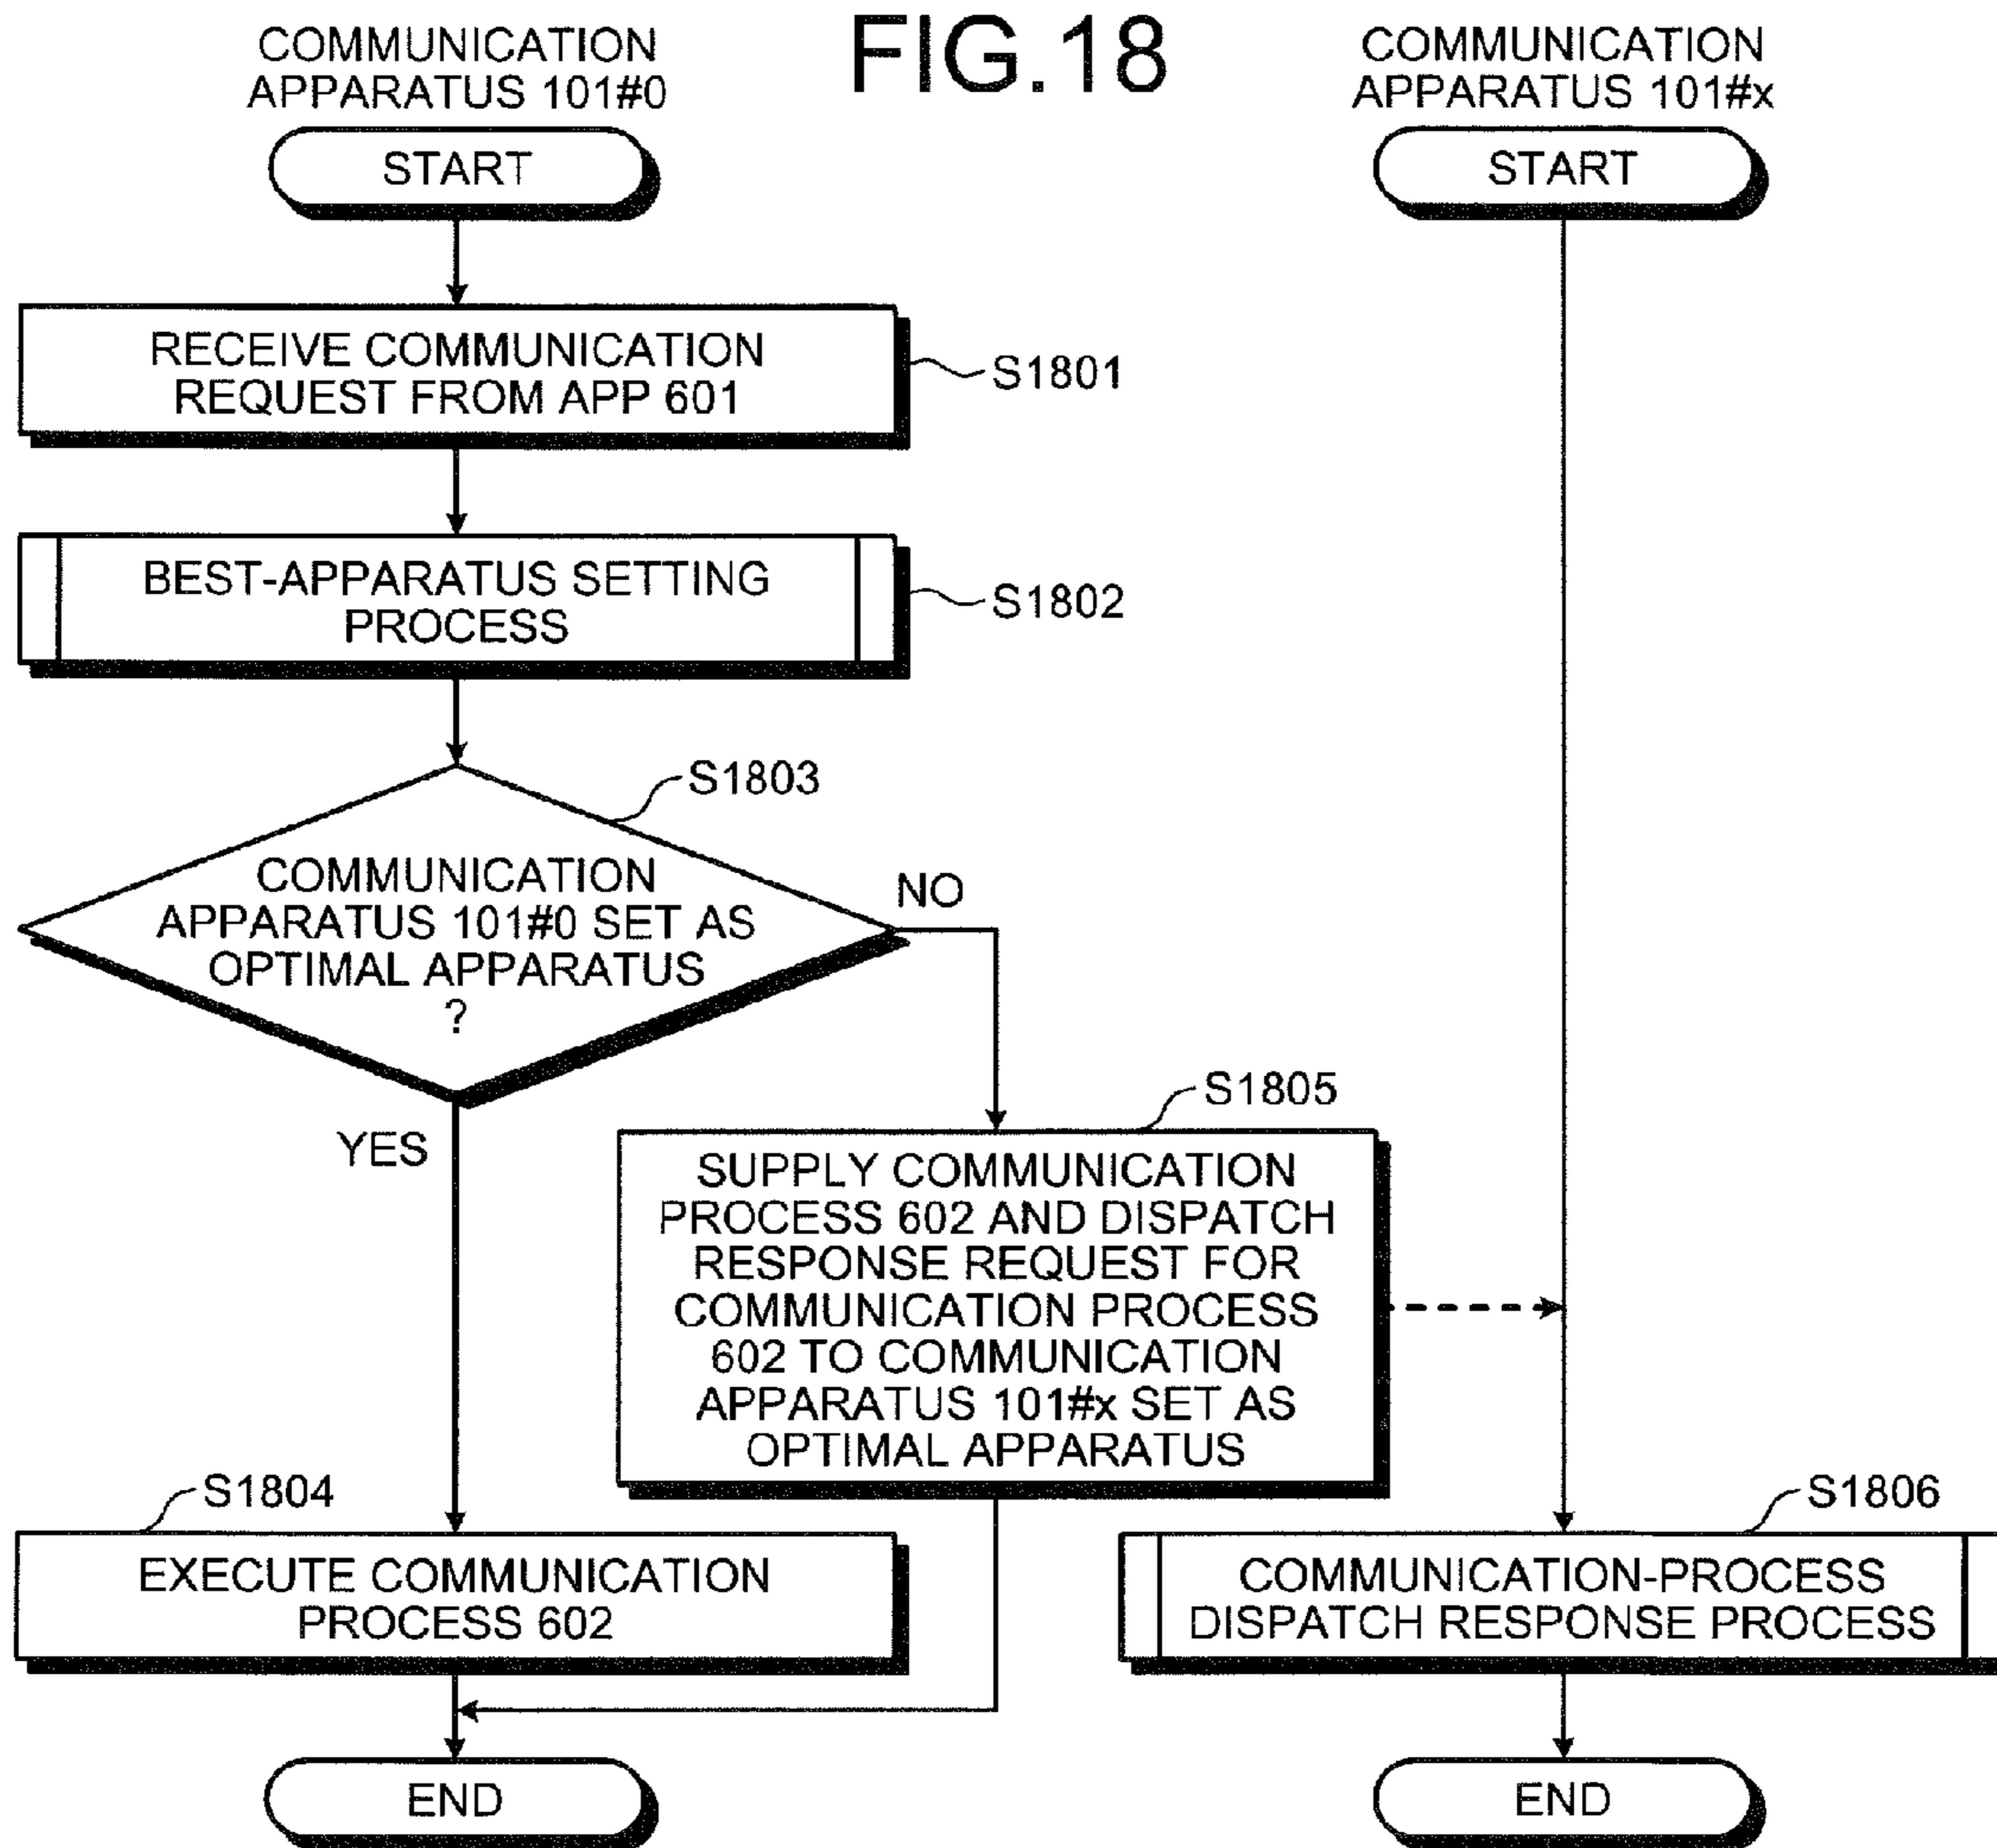 FIG.18
COMMUNICATION
APPARATUS 101#0
START
RECEIVE COMMUNICATION
REQUEST FROM APP 601
S1801
BEST-APPARATUS SETTING
PROCESS
S1802
S1803
COMMUNICATION
APPARATUS 101#0 SET AS
OPTIMAL APPARATUS
?
NO
YES
S1805
SUPPLY COMMUNICATION
PROCESS 602 AND DISPATCH
RESPONSE REQUEST FOR
COMMUNICATION PROCESS
602 TO COMMUNICATION
APPARATUS 101#x SET AS
OPTIMAL APPARATUS
S1804
EXECUTE COMMUNICATION
PROCESS 602
END
COMMUNICATION
APPARATUS 101#x
START
S1806
COMMUNICATION-PROCESS
DISPATCH RESPONSE PROCESS
END